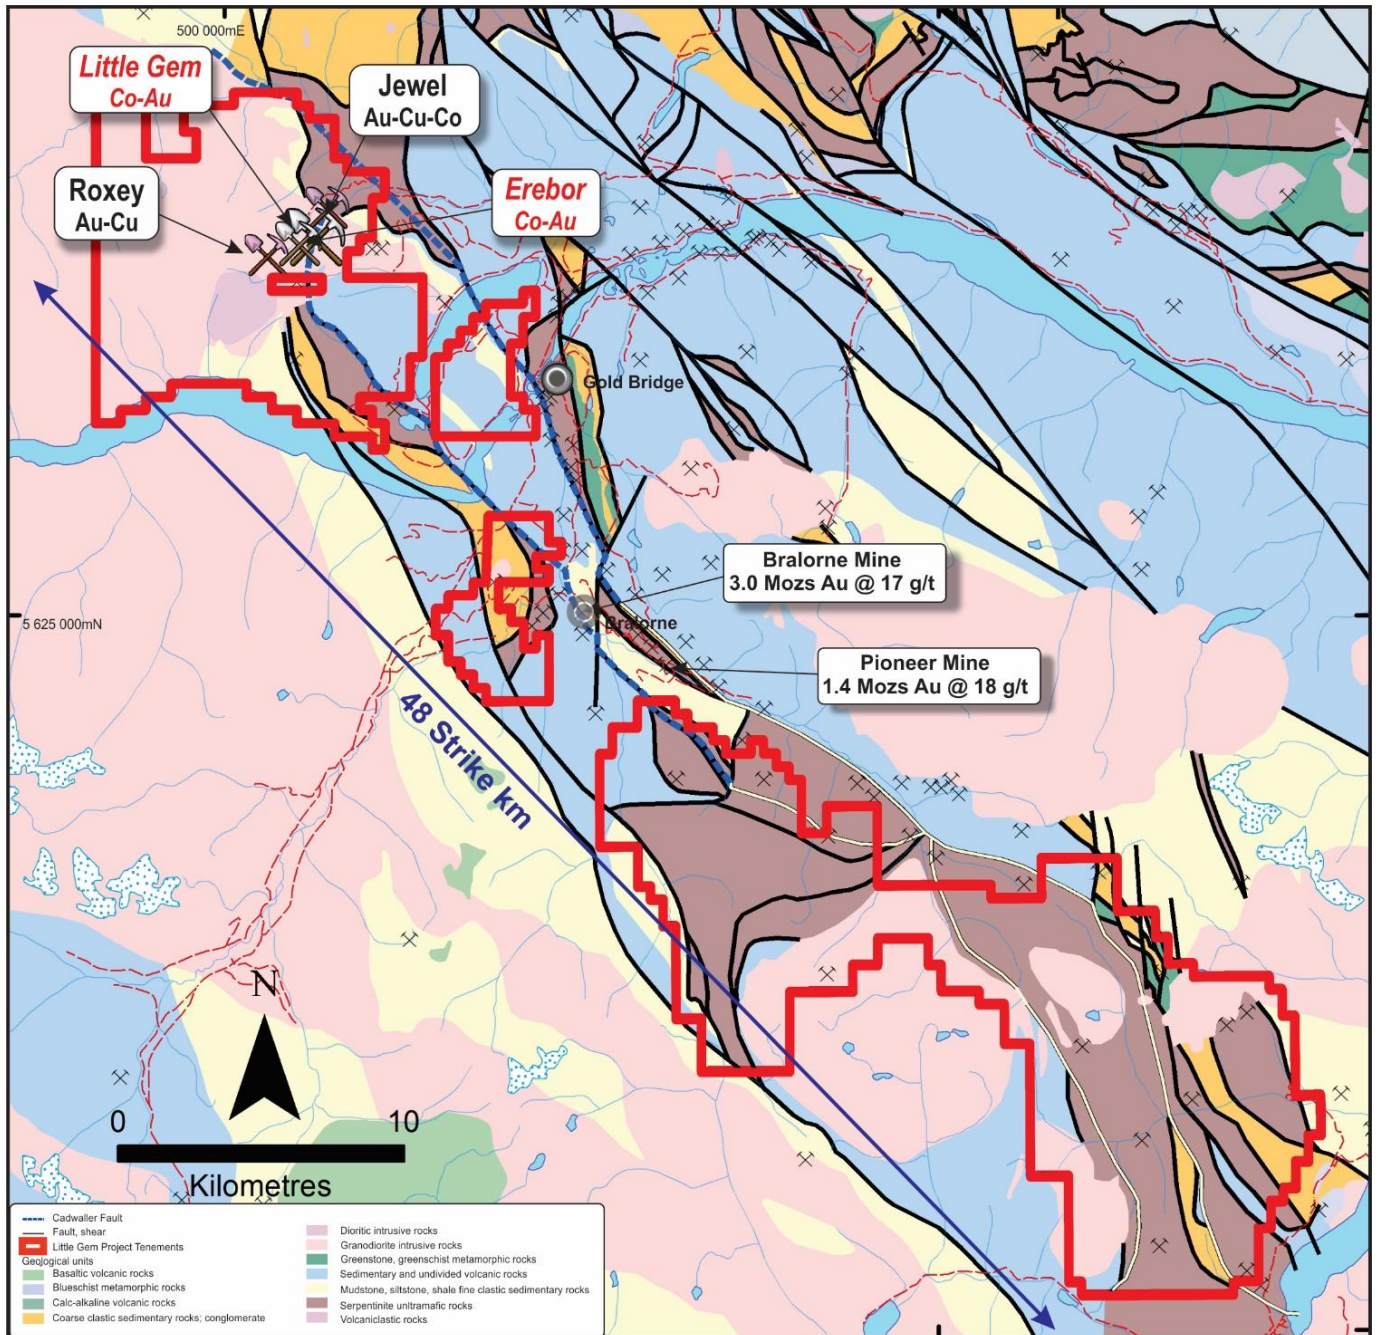 500 000mE
Little Gem
Co-Au
Jewel
Au-Cu-Co
Roxey
Au-Cu
Erebor
Co-Au
Gold Bridge
Bralorne Mine
3.0 Mozs Au @ 17 g/t
5 625 000mN
Bralorne
Pioneer Mine
1.4 Mozs Au @ 18 g/t
48 Strike km
N
0 10
Kilometres
Cadwaller Fault
Fault, shear
Little Gem Project Tenements
Geojogical units
Basaltic volcanic rocks
Blueschist metamorphic rocks
Calc-alkaline volcanic rocks
Coarse clastic sedimentary rocks; conglomerate
Dioritic intrusive rocks
Granodiorite intrusive rocks
Greenstone, greenschist metamorphic rocks
Sedimentary and undivided volcanic rocks
Mudstone, siltstone, shale fine clastic sedimentary rocks
Serpentinite unltramafic rocks
Volcaniclastic rocks